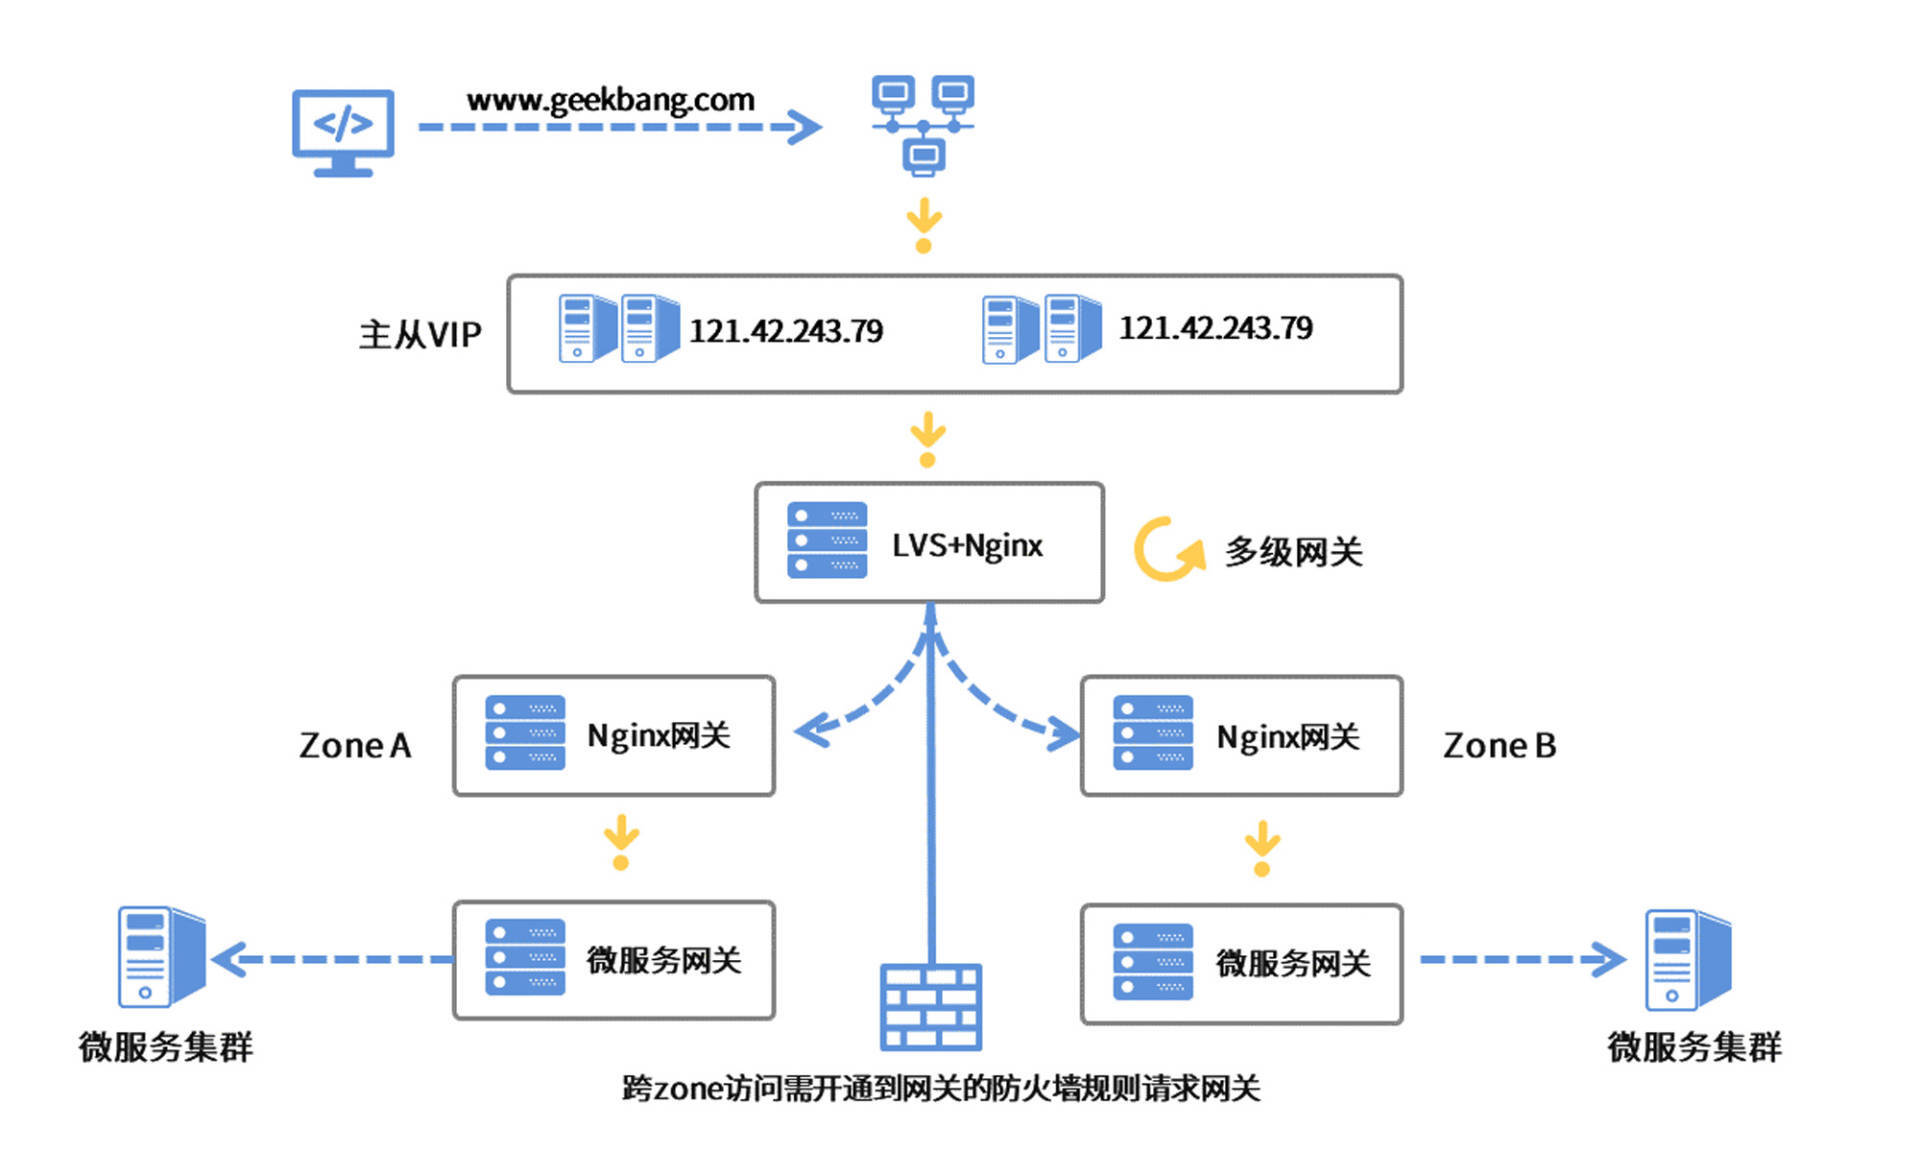 </>
www.geekbang.com
主从VIP
121.42.243.79
121.42.243.79
LVS+Nginx
多级网关
Zone A
Nginx网关
Nginx网关
Zone B
微服务网关
微服务网关
微服务集群
微服务集群
跨zone访问需开通到网关的防火墙规则请求网关